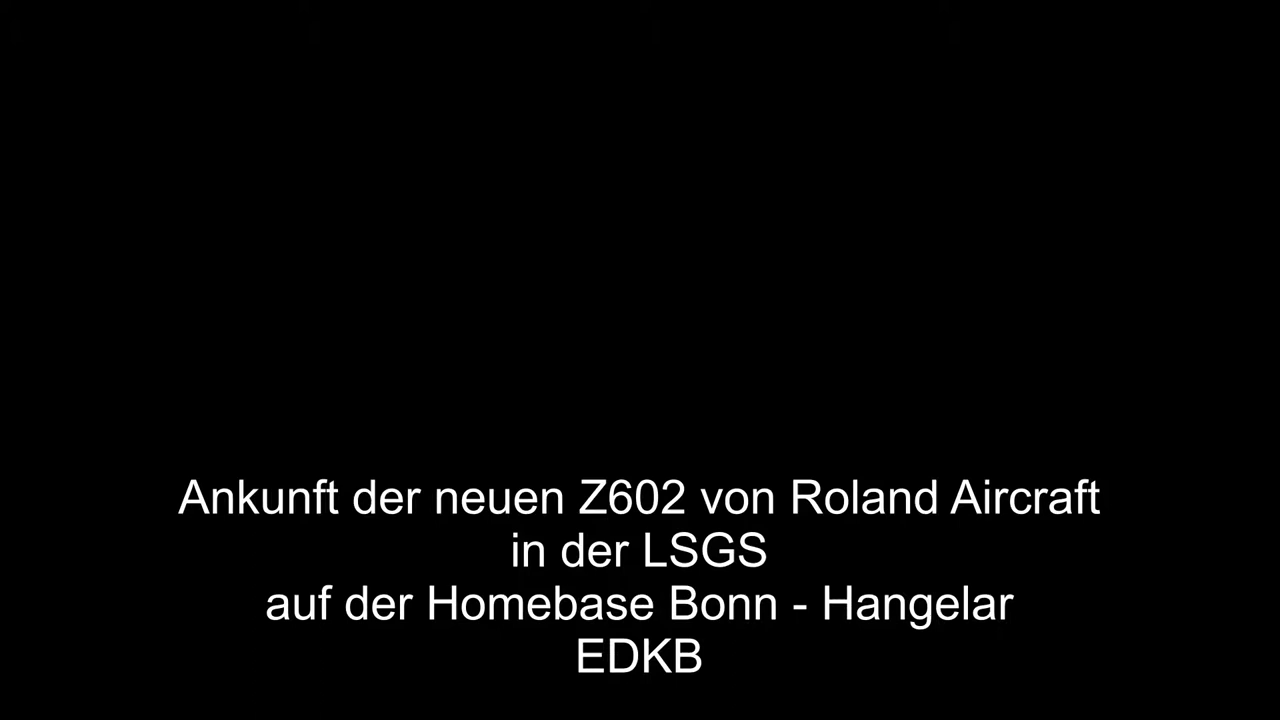 Ankunft der neuen Z602 von Roland Aircraft
in der LSGS
auf der Homebase Bonn - Hangelar
EDKB